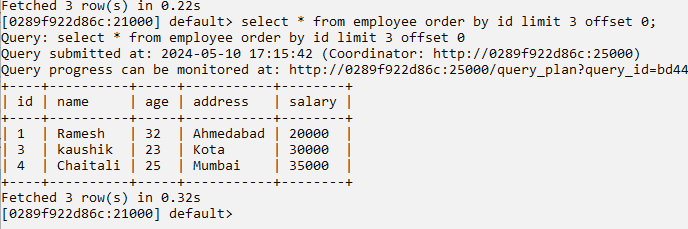 Fetched 3 row(s) in 0.22s
[0289f922d86c:21000] default> select * from employee order by id limit 3 offset 0;
Query: select * from employee order by id limit 3 offset 0
Query submitted at: 2024-05-10 17:15:42 (Coordinator: http://0289f922d86c:25000)
Query progress can be monitored at: http://0289f922d86c:25000/query_plan?query_id=bd44
+----+----------+-----+-----------+--------+
| id | name     | age | address   | salary |
+----+----------+-----+-----------+--------+
| 1  | Ramesh   | 32  | Ahmedabad | 20000  |
| 3  | kaushik  | 23  | Kota      | 30000  |
| 4  | Chaitali | 25  | Mumbai    | 35000  |
+----+----------+-----+-----------+--------+
Fetched 3 row(s) in 0.32s
[0289f922d86c:21000] default>